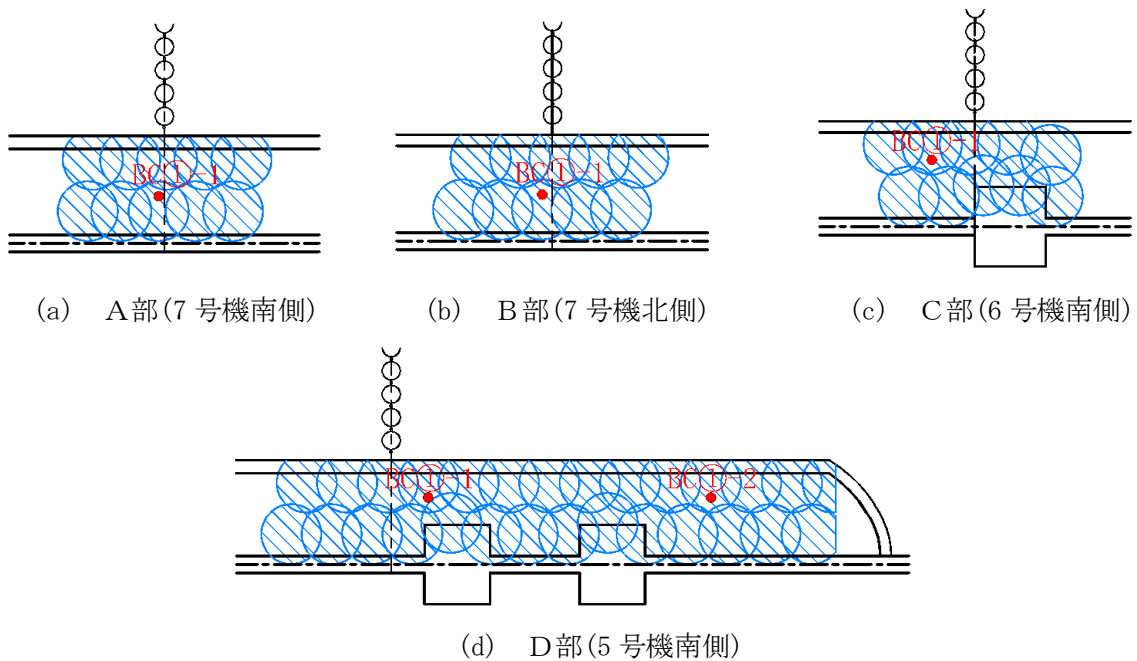 BC①-1
BC①-1
BC①-1
(a) A部(7 号機南側)
(b) B部(7 号機北側)
(c) C部(6 号機南側)
BC①-1
BC①-2
(d) D部(5 号機南側)